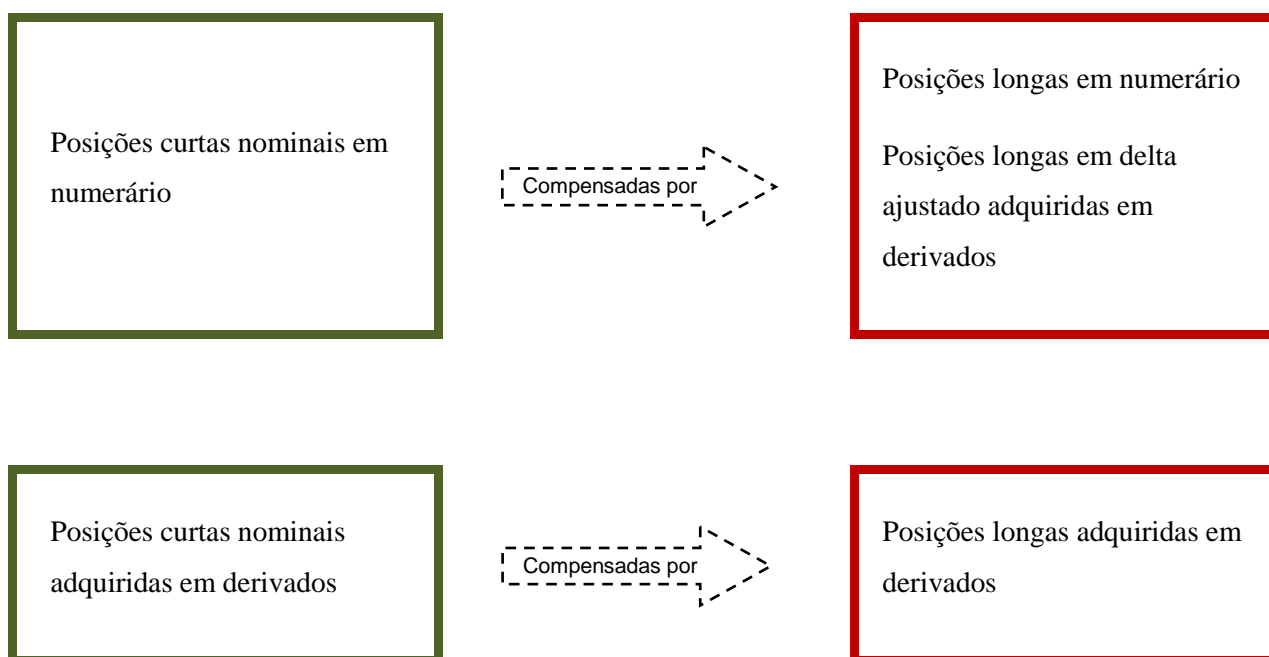 Posições curtas nominais em
numerário
Compensadas por
Posições longas em numerário
Posições longas em delta
ajustado adquiridas em
derivados
Posições curtas nominais
adquiridas em derivados
Compensadas por
Posições longas adquiridas em
derivados